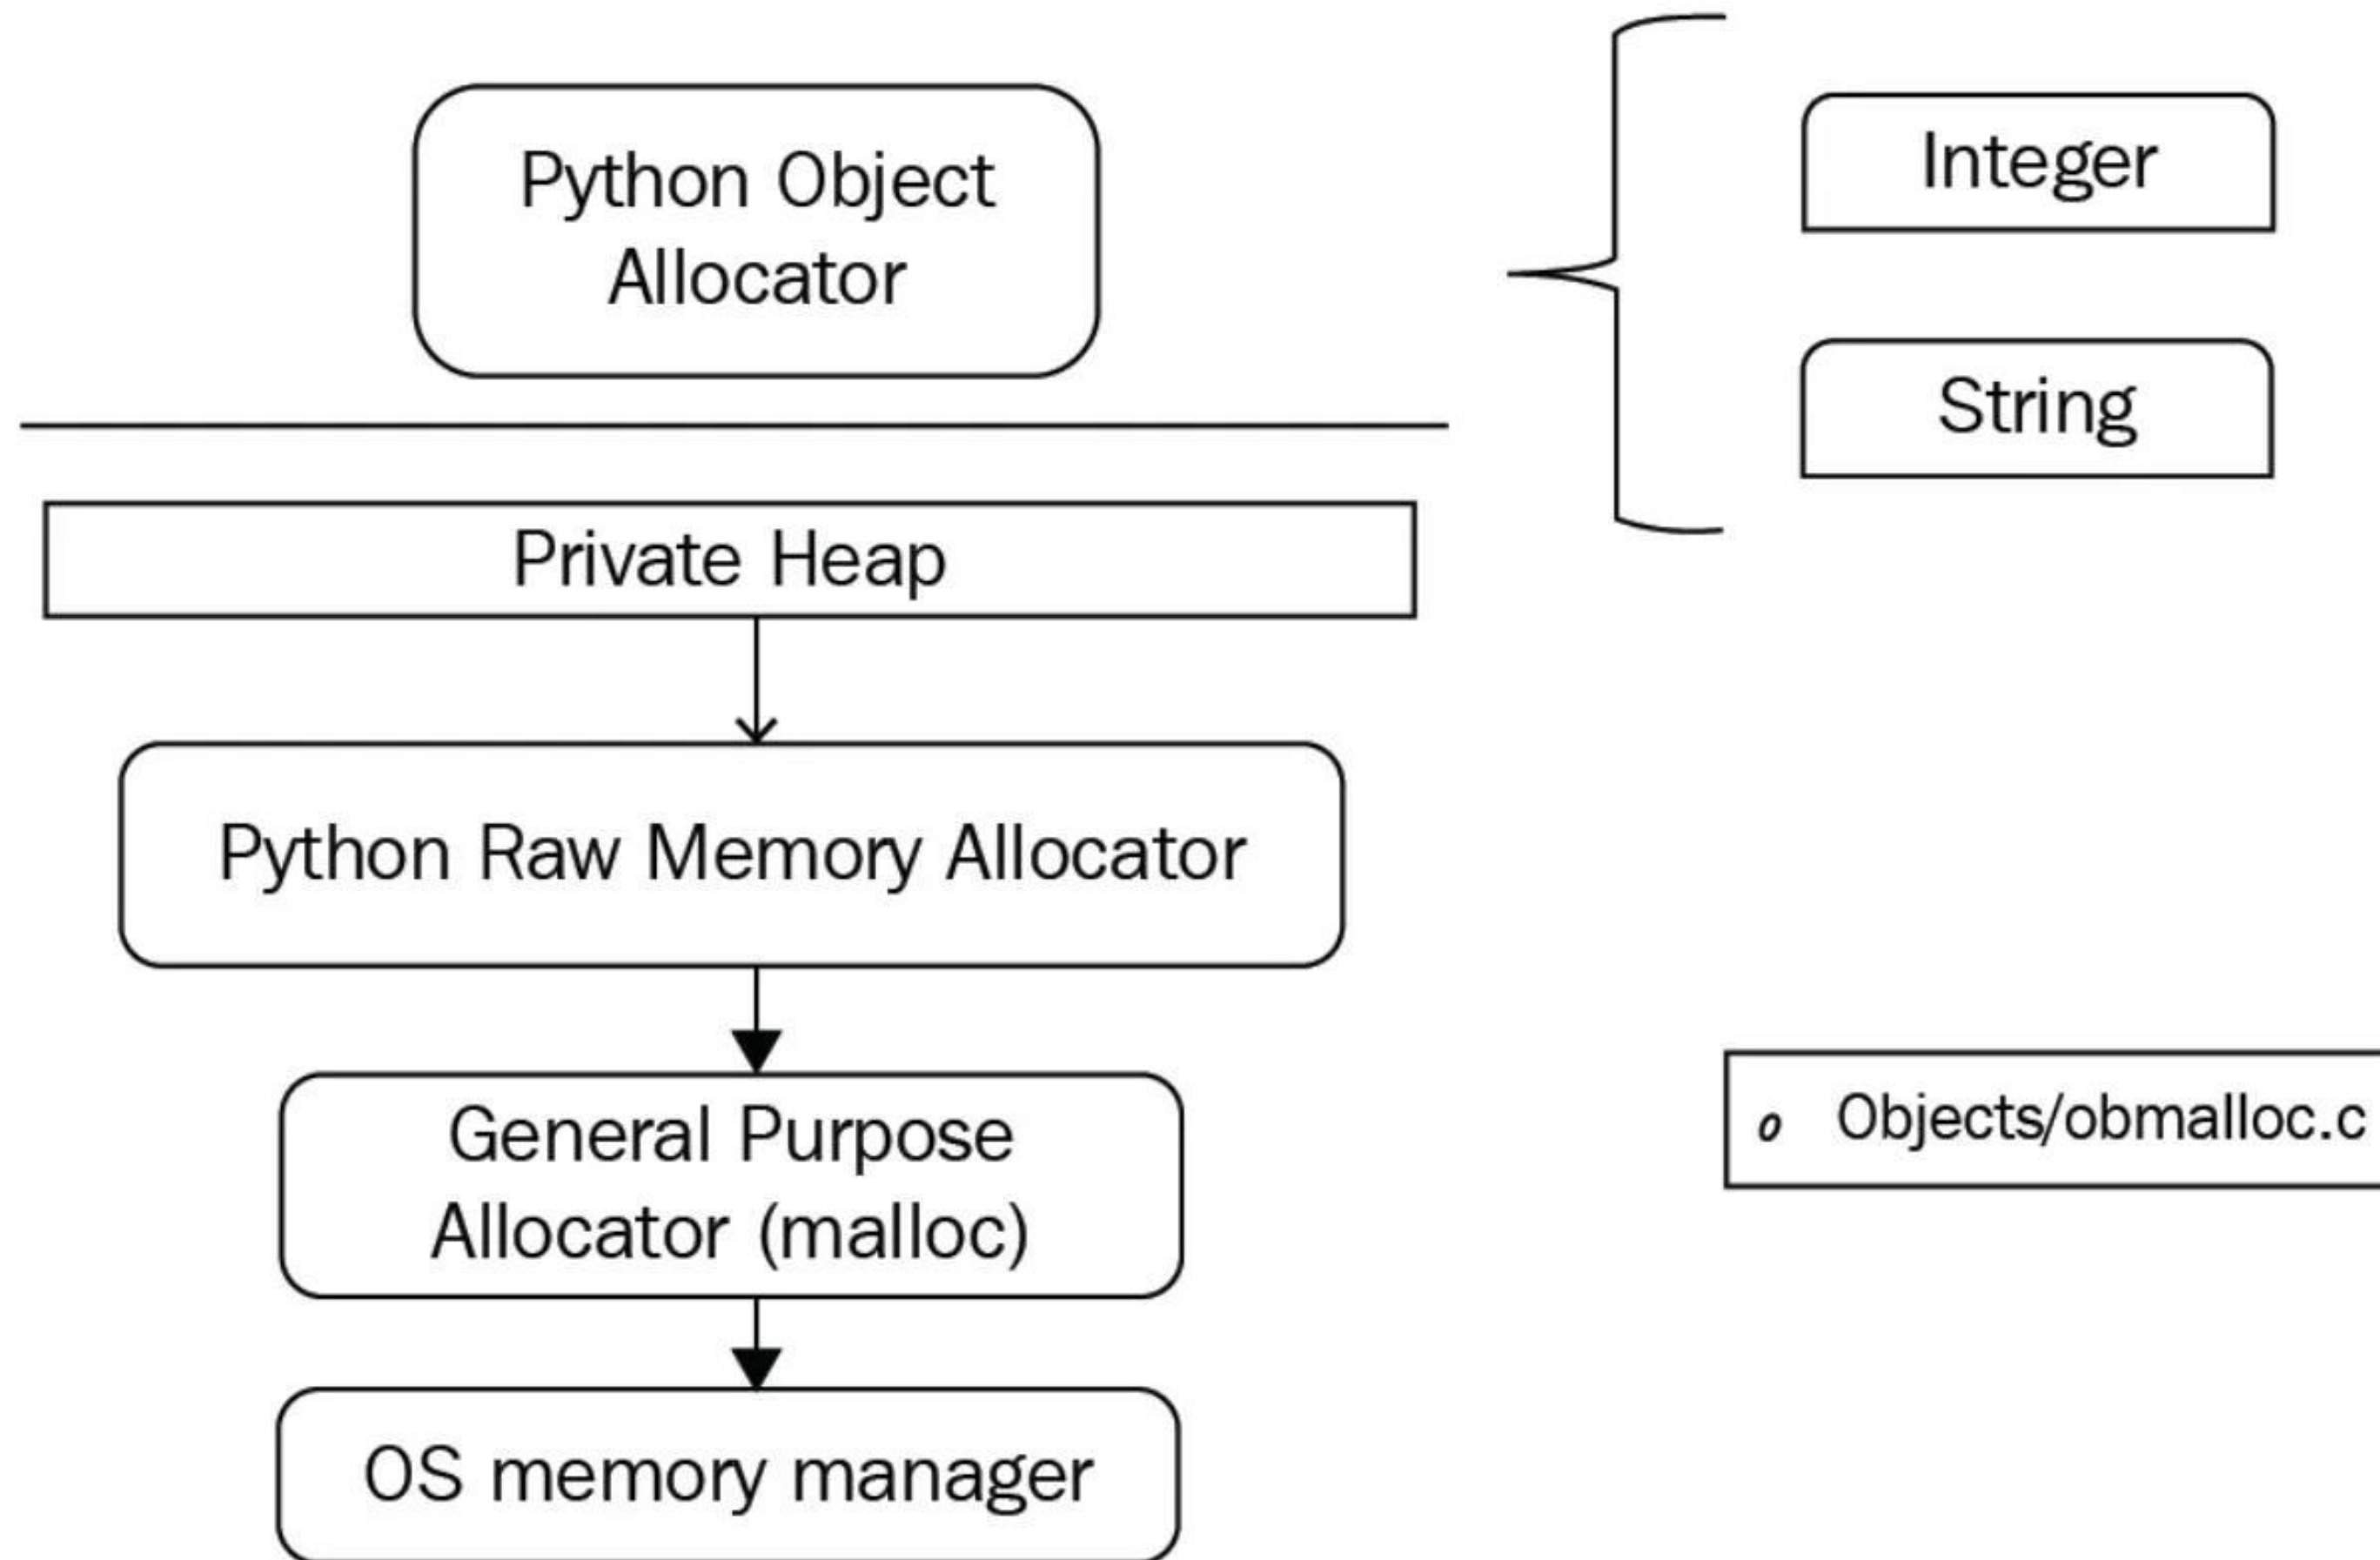 Python Object
Allocator
Integer
String
Private Heap
Python Raw Memory Allocator
General Purpose
Allocator (malloc)
o Objects/obmalloc.c
OS memory manager